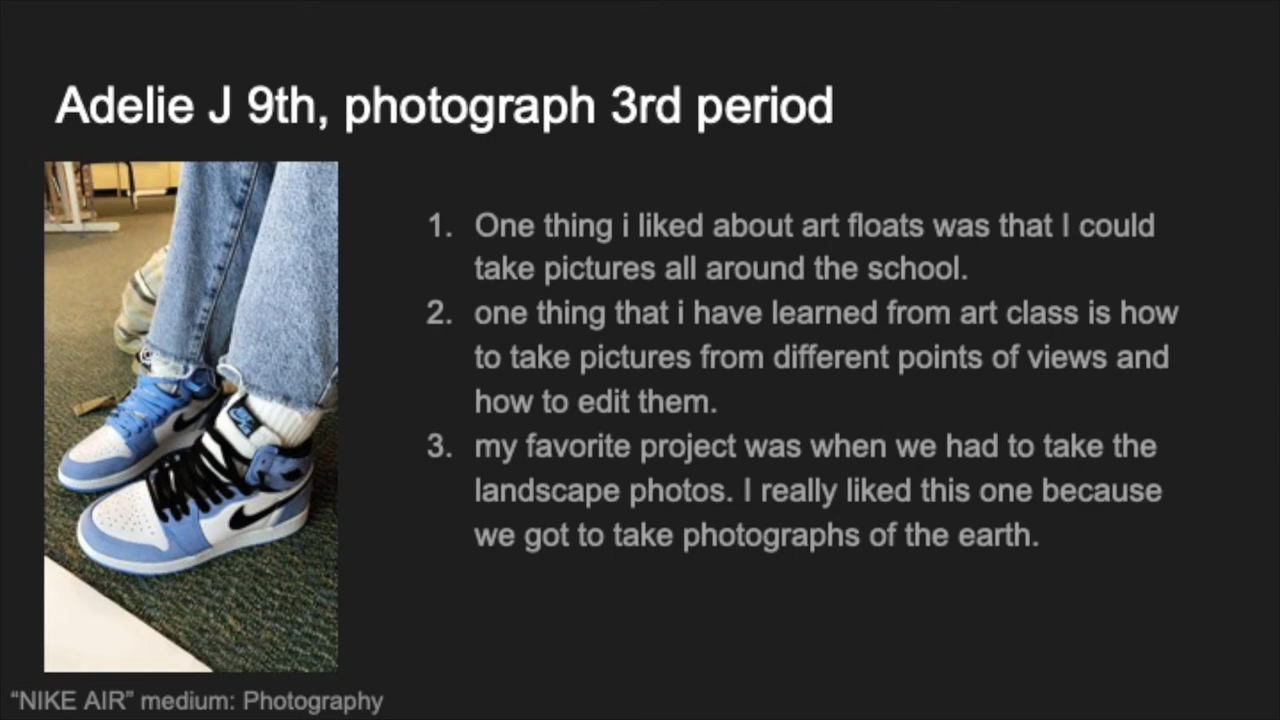 Adelie J 9th, photograph 3rd period
1. One thing i liked about art floats was that I could
take pictures all around the school.
2. one thing that i have learned from art class is how
to take pictures from different points of views and
how to edit them.
3. my favorite project was when we had to take the
landscape photos. I really liked this one because
we got to take photographs of the earth.
“NIKE AIR” medium: Photography